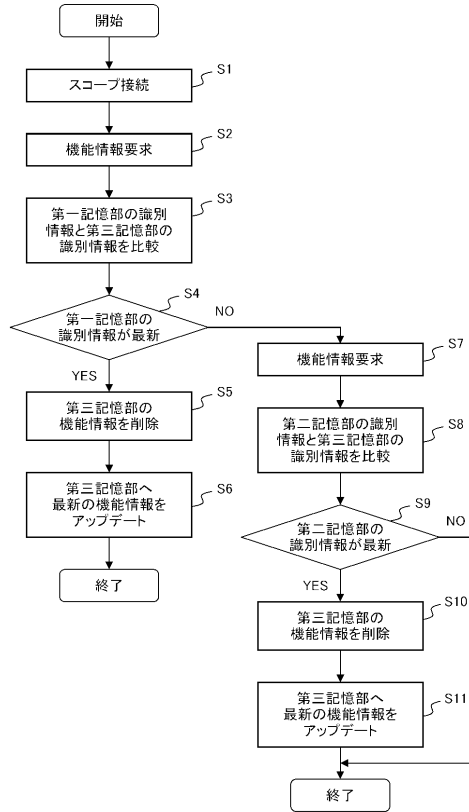 開始
スコープ接続
S1
機能情報要求
S2
第一記憶部の識別
情報と第三記憶部の
識別情報を比較
S3
第一記憶部の
識別情報が最新
S4
NO
YES
第三記憶部の
機能情報を削除
S5
第三記憶部へ
最新の機能情報を
アップデート
S6
終了
機能情報要求
S7
第二記憶部の識別
情報と第三記憶部の
識別情報を比較
S8
第二記憶部の
識別情報が最新
S9
NO
YES
第三記憶部の
機能情報を削除
S10
第三記憶部へ
最新の機能情報を
アップデート
S11
終了